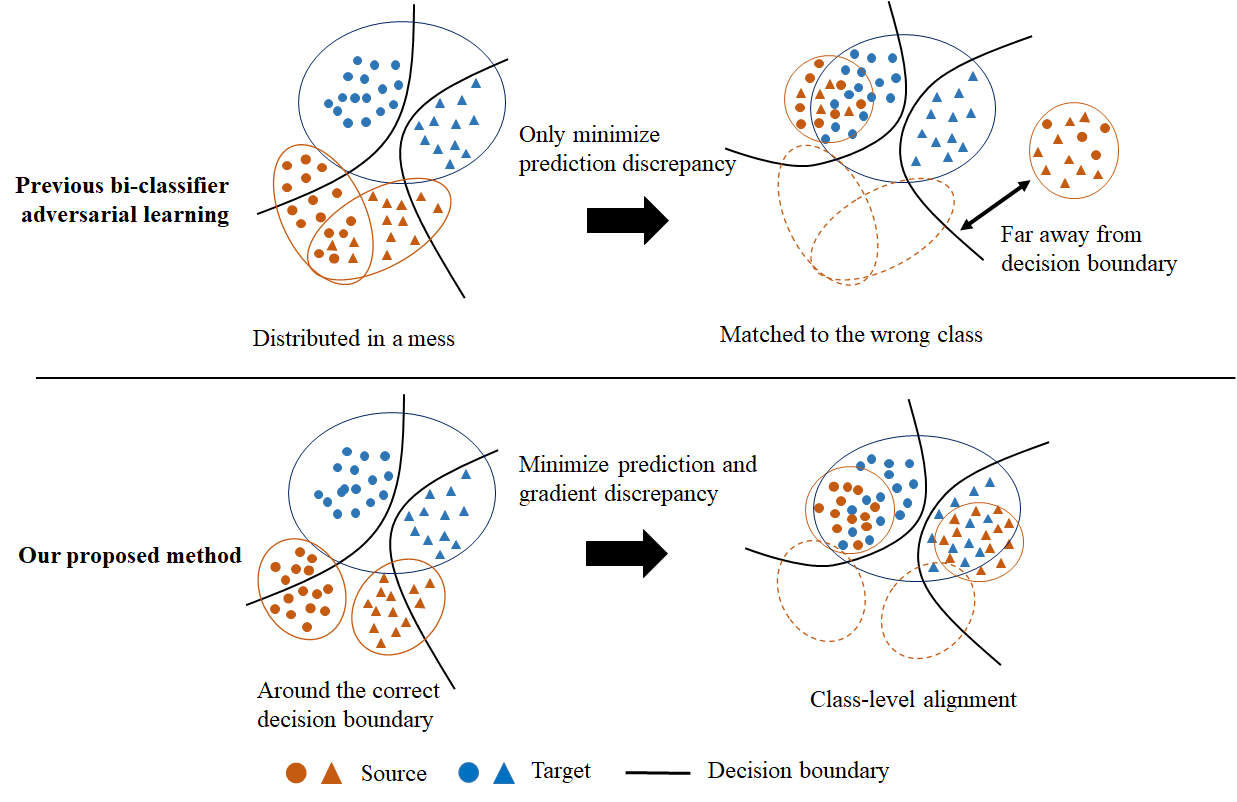 Previous bi-classifier
adversarial learning
Only minimize
prediction discrepancy
Far away from
decision boundary
Distributed in a mess
Matched to the wrong class
Our proposed method
Minimize prediction and
gradient discrepancy
Around the correct
decision boundary
Class-level alignment
Source
Target
Decision boundary